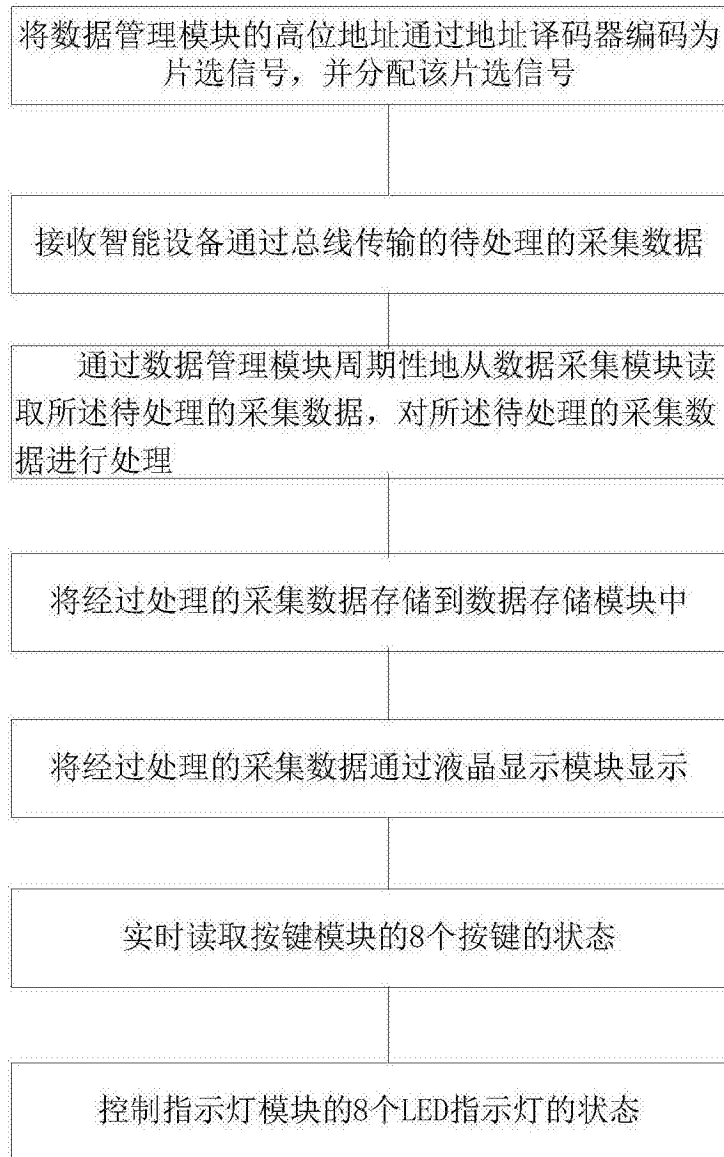 将数据管理模块的高位地址通过地址译码器编码为
片选信号，并分配该片选信号
接收智能设备通过总线传输的待处理的采集数据
通过数据管理模块周期性地从数据采集模块读
取所述待处理的采集数据，对所述待处理的采集数
据进行处理
将经过处理的采集数据存储到数据存储模块中
将经过处理的采集数据通过液晶显示模块显示
实时读取按键模块的8个按键的状态
控制指示灯模块的8个LED指示灯的状态